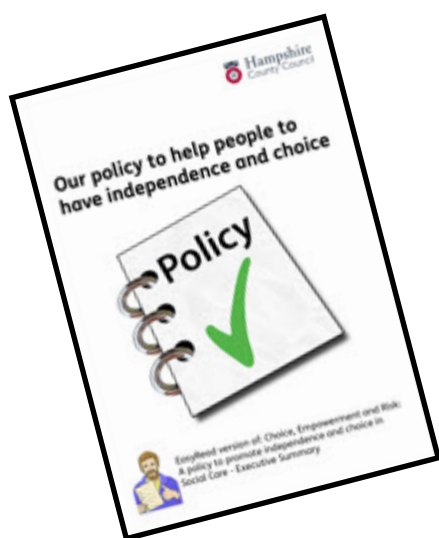 Hampshire
County Council
Our policy to help people to
have independence and choice
Policy
EasyRead version of: Choice, Empowerment and Risk:
A policy to promote independence and choice in
Social Care - Executive Summary